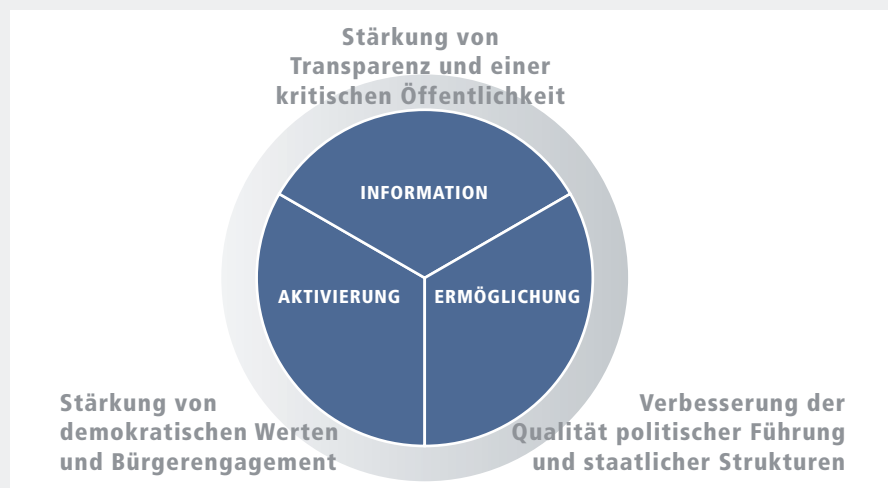 Stärkung von
Transparenz und einer
kritischen Öffentlichkeit
INFORMATION
AKTIVIERUNG
ERMÖGLICHUNG
Stärkung von
demokratischen Werten
und Bürgerengagement
Verbesserung der
Qualität politischer Führung
und staatlicher Strukturen